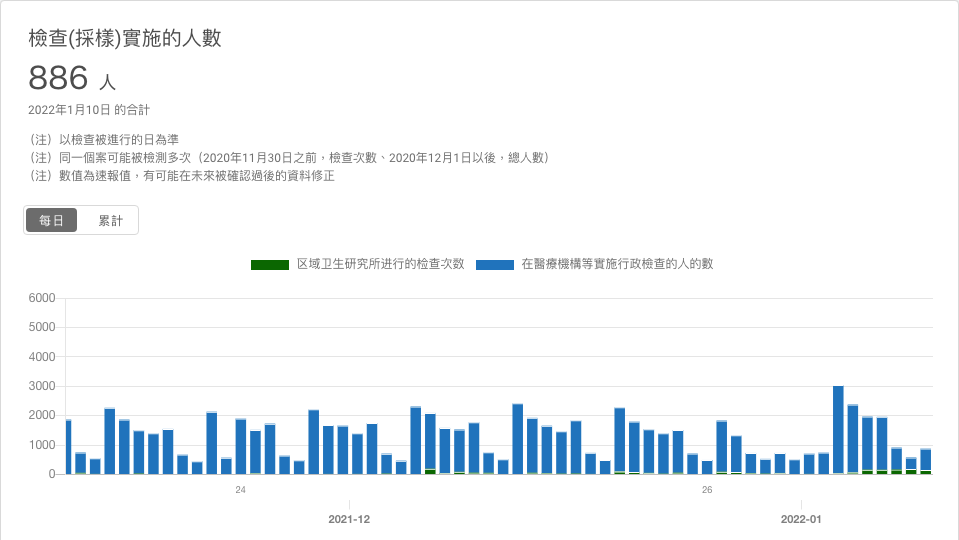 檢查(採樣)實施的人數
886 人
2022年1月10日 的合計
（注）以檢查被進行的日為準
（注）同一個案可能被檢測多次（2020年11月30日之前，檢查次數、2020年12月1日以後，總人數）
（注）數值為速報值，有可能在未來被確認過後的資料修正
每日 累計
区域卫生研究所进行的检查次数 在醫療機構等實施行政檢查的人的數
6000
5000
4000
3000
2000
1000
0
24 26
2021-12 2022-01